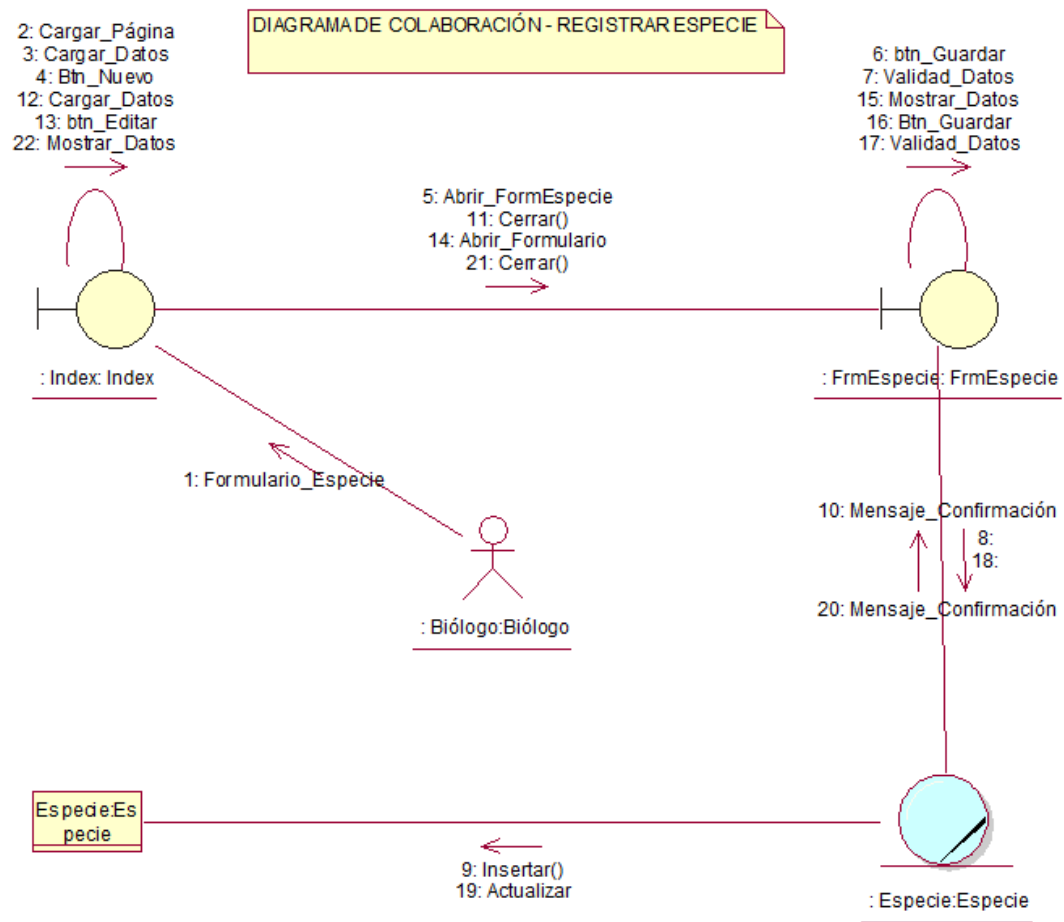 DIAGRAMA DE COLABORACIÓN - REGISTRAR ESPECIE
2: Cargar_Página
3: Cargar_Datos
4: Btn_Nuevo
12: Cargar_Datos
13: btn_Editar
22: Mostrar_Datos
6: btn_Guardar
7: Validad_Datos
15: Mostrar_Datos
16: Btn_Guardar
17: Validad_Datos
5: Abrir_FormEspecie
11: Cerrar()
14: Abrir_Formulario
21: Cerrar()
: Index: Index
: FrmEspecie: FrmEspecie
1: Formulario_Especie
10: Mensaje_Confirmación
8:
18:
20: Mensaje_Confirmación
: Biólogo:Biólogo
Especie:Es
pecie
9: Insertar()
19: Actualizar
: Especie:Especie